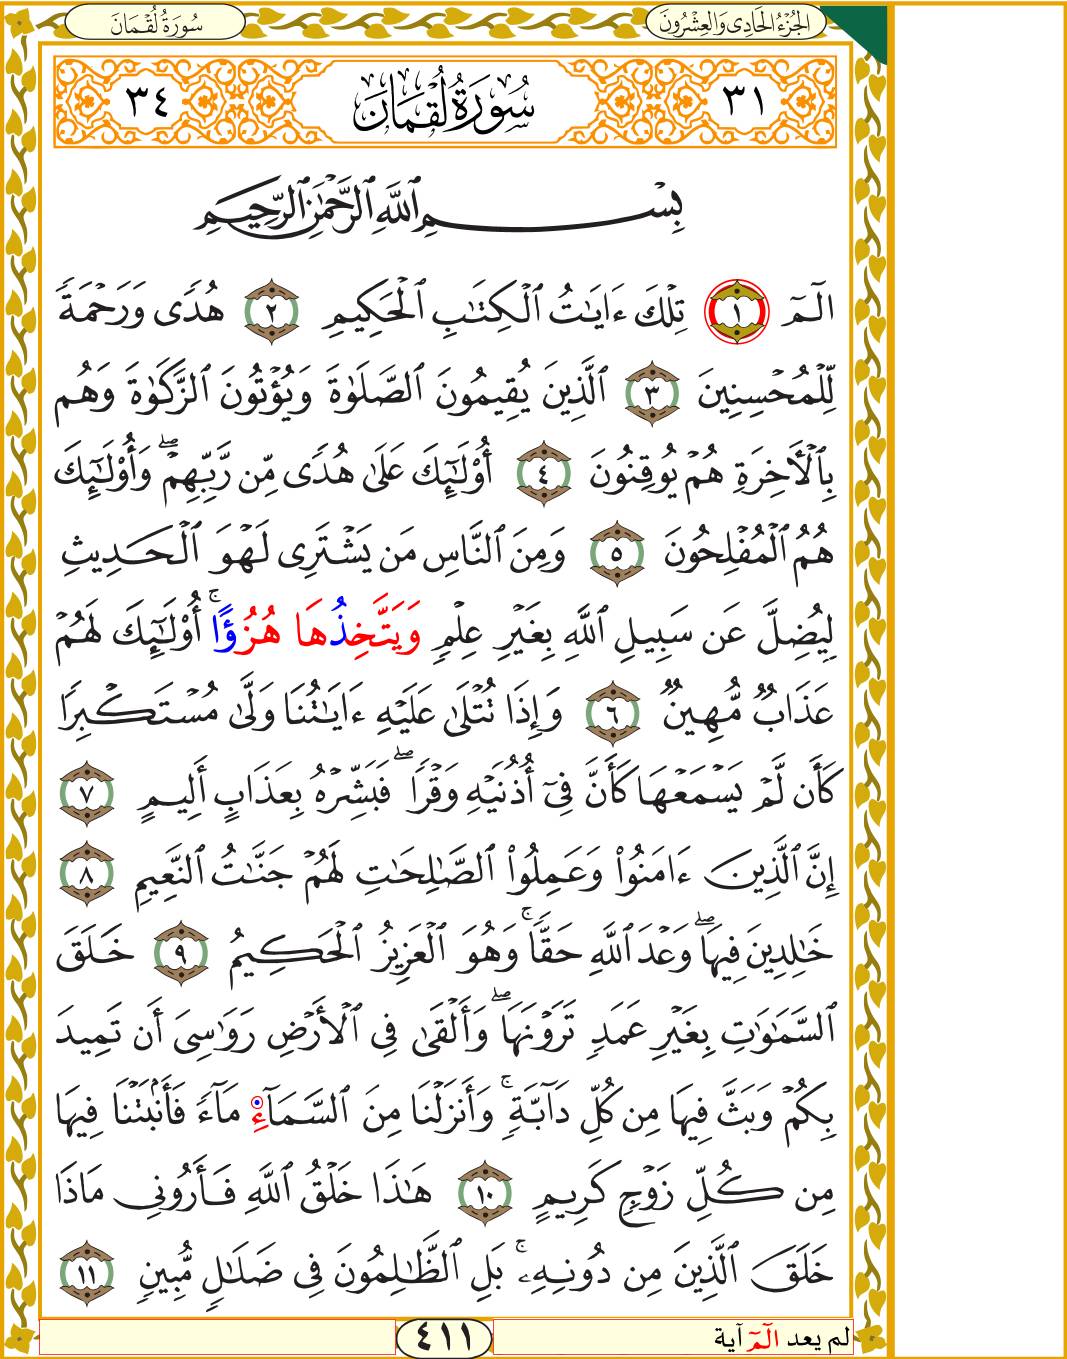 الجُزْءُ الحَادِي وَالعِشْرُونَ
سُورَةُ لُقْمَانَ
٣١ سُورَةُ لُقْمَانَ ٣٤
بِسْمِ ٱللَّهِ ٱلرَّحْمَٰنِ ٱلرَّحِيمِ
الٓمٓ ١ تِلْكَ ءَايَٰتُ ٱلْكِتَٰبِ ٱلْحَكِيمِ ٢ هُدًى وَرَحْمَةً
لِّلْمُحْسِنِينَ ٣ ٱلَّذِينَ يُقِيمُونَ ٱلصَّلَوٰةَ وَيُؤْتُونَ ٱلزَّكَوٰةَ وَهُم
بِٱلْأَخِرَةِ هُمْ يُوقِنُونَ ٤ أُو۟لَٰٓئِكَ عَلَىٰ هُدًى مِّن رَّبِّهِمْ ۖ وَأُو۟لَٰٓئِكَ
هُمُ ٱلْمُفْلِحُونَ ٥ وَمِنَ ٱلنَّاسِ مَن يَشْتَرِى لَهْوَ ٱلْحَدِيثِ
لِيُضِلَّ عَن سَبِيلِ ٱللَّهِ بِغَيْرِ عِلْمٍ وَيَتَّخِذُهَا هُزُؤًا ۚ أُو۟لَٰٓئِكَ لَهُمْ
عَذَابٌ مُّهِينٌ ٦ وَإِذَا تُتْلَىٰ عَلَيْهِ ءَايَٰتُنَا وَلَّىٰ مُسْتَكْبِرًا
كَأَن لَّمْ يَسْمَعْهَا كَأَنَّ فِىٓ أُذُنَيْهِ وَقْرًا ۖ فَبَشِّرْهُ بِعَذَابٍ أَلِيمٍ ٧
إِنَّ ٱلَّذِينَ ءَامَنُوا۟ وَعَمِلُوا۟ ٱلصَّٰلِحَٰتِ لَهُمْ جَنَّٰتُ ٱلنَّعِيمِ ٨
خَٰلِدِينَ فِيهَا ۖ وَعْدَ ٱللَّهِ حَقًّا ۚ وَهُوَ ٱلْعَزِيزُ ٱلْحَكِيمُ ٩ خَلَقَ
ٱلسَّمَٰوَٰتِ بِغَيْرِ عَمَدٍ تَرَوْنَهَا ۖ وَأَلْقَىٰ فِى ٱلْأَرْضِ رَوَٰسِىَ أَن تَمِيدَ
بِكُمْ وَبَثَّ فِيهَا مِن كُلِّ دَآبَّةٍ ۚ وَأَنزَلْنَا مِنَ ٱلسَّمَآءِ مَآءً فَأَنۢبَتْنَا فِيهَا
مِن كُلِّ زَوْجٍ كَرِيمٍ ١٠ هَٰذَا خَلْقُ ٱللَّهِ فَأَرُونِى مَاذَا
خَلَقَ ٱلَّذِينَ مِن دُونِهِۦ ۚ بَلِ ٱلظَّٰلِمُونَ فِى ضَلَٰلٍ مُّبِينٍ ١١
لم يعد الٓمٓ آية
٤١١